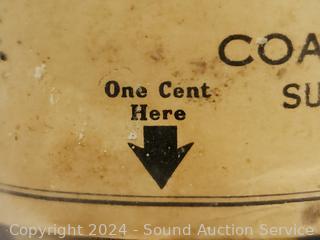 COA
SU
One Cent
Here
Copyright 2024 - Sound Auction Service